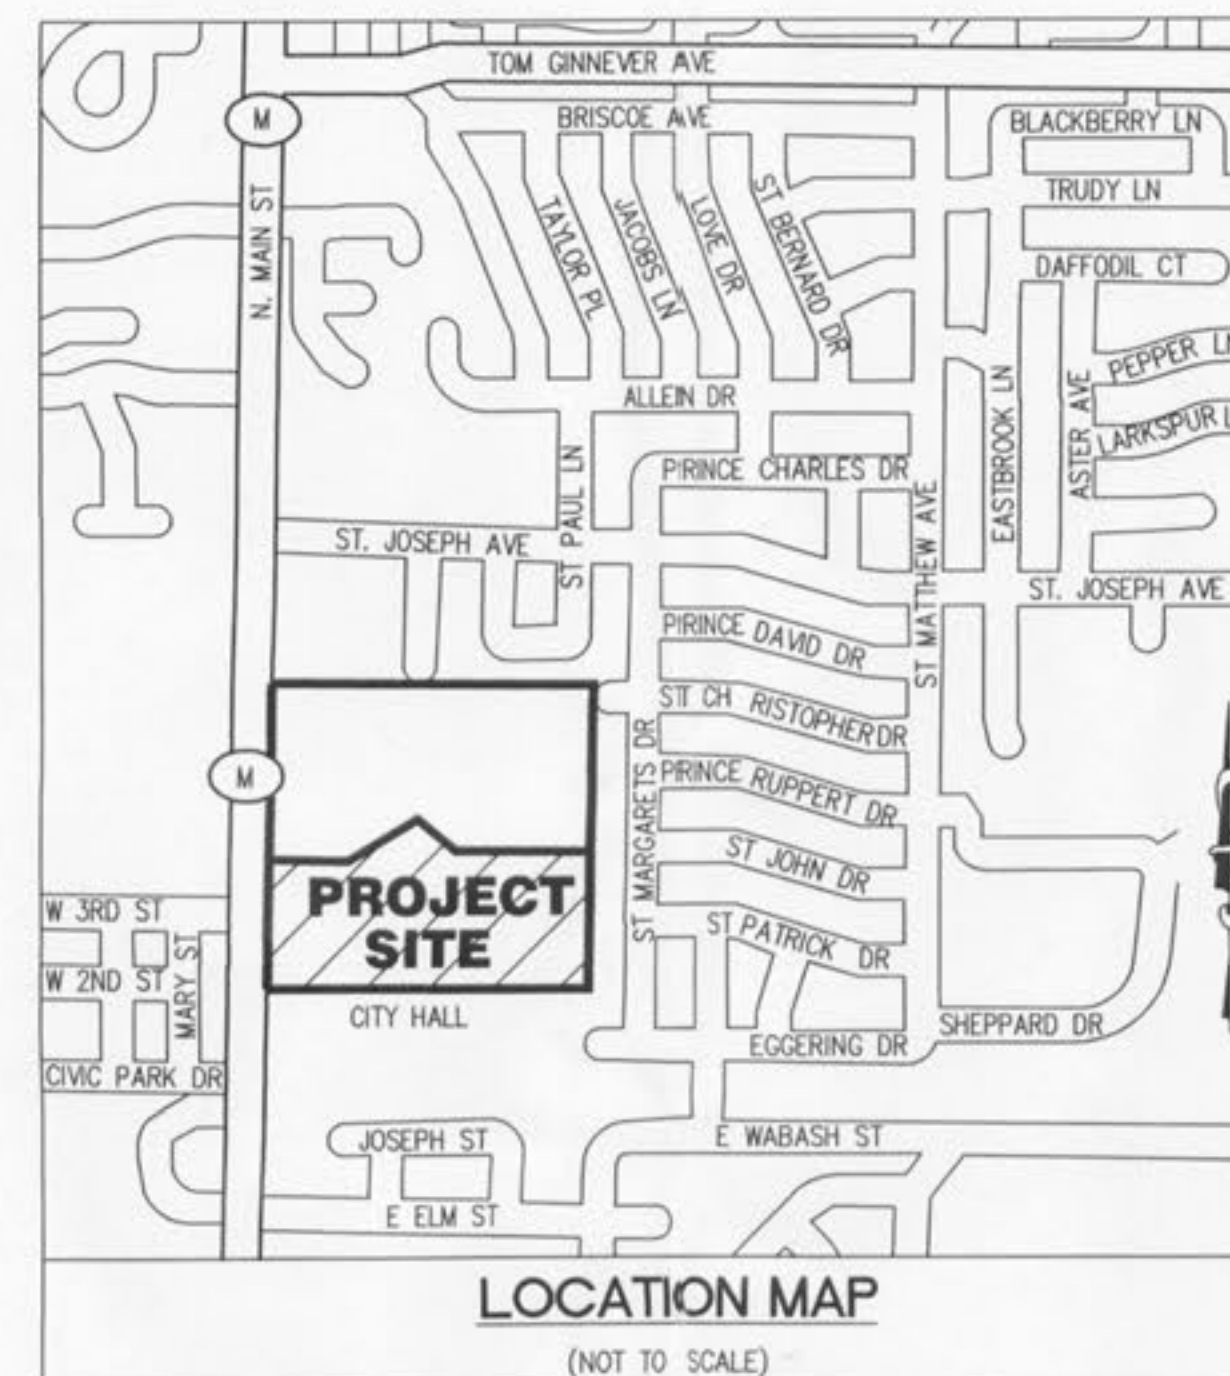 TOM GINNEVER AVE
M
BRISCOE AVE
BLACKBERRY LN
TRUDY LN
N. MAIN ST
TAYLOR PL
JACOBS LN
LOVE DR
ST BERNARD DR
DAFFODIL CT
PEPPER LN
ALLEIN DR
EASTBROOK LN
ASTER AVE
LARKSPUR L
ST PAUL LN
PRINCE CHARLES DR
ST. JOSEPH AVE
ST MATTHEW AVE
ST. JOSEPH AVE
PRINCE DAVID DR
ST CH RISTOPHER DR
M
ST MARGARETS DR
PRINCE RUPPERT DR
ST JOHN DR
PROJECT
SITE
W 3RD ST
ST PATRICK DR
W 2ND ST
MARY ST
CITY HALL
SHEPPARD DR
EGGERING DR
CIVIC PARK DR
JOSEPH ST
E WABASH ST
E ELM ST
LOCATION MAP
(NOT TO SCALE)